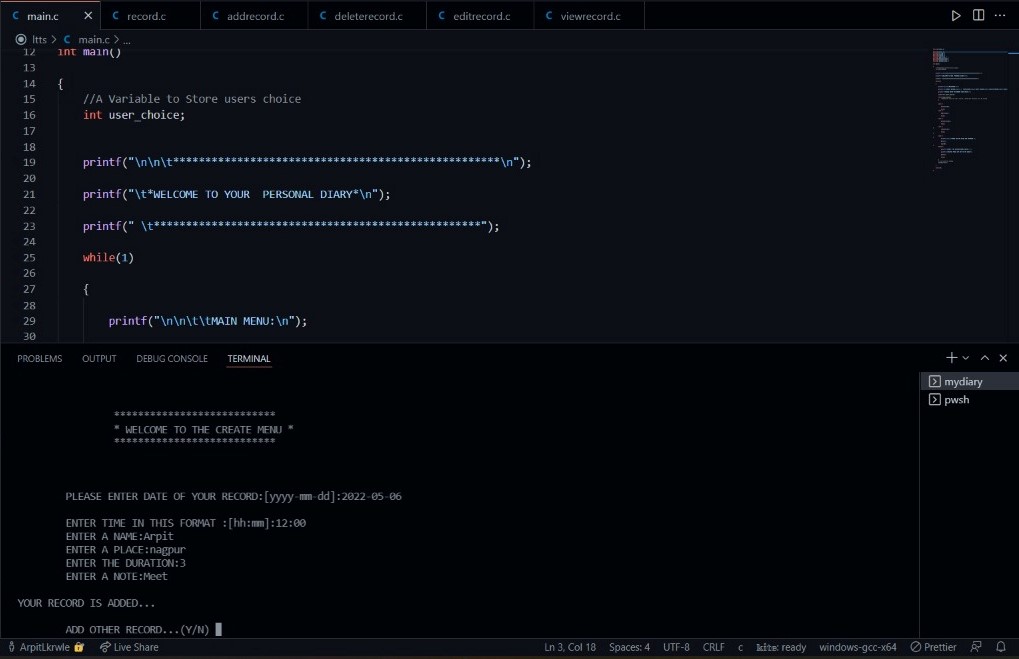 C main.c × C record.c C addrecord.c C deleterecord.c C editrecord.c C viewrecord.c
ltts > C main.c > ...
12 int main()
13
14 {
15 //A Variable to Store users choice
16 int user_choice;
17
18
19 printf("\n\n\t***************************************************\n");
20
21 printf("\t*WELCOME TO YOUR  PERSONAL DIARY*\n");
22
23 printf(" \t***************************************************");
24
25 while(1)
26
27 {
28
29 printf("\n\n\t\tMAIN MENU:\n");
30
PROBLEMS OUTPUT DEBUG CONSOLE TERMINAL
mydiary
pwsh
***************************
* WELCOME TO THE CREATE MENU *
***************************
PLEASE ENTER DATE OF YOUR RECORD:[yyyy-mm-dd]:2022-05-06
ENTER TIME IN THIS FORMAT :[hh:mm]:12:00
ENTER A NAME:Arpit
ENTER A PLACE:nagpur
ENTER THE DURATION:3
ENTER A NOTE:Meet
YOUR RECORD IS ADDED...
ADD OTHER RECORD...(Y/N)
ArpitLkrwle Live Share Ln 3, Col 18 Spaces: 4 UTF-8 CRLF C kite: ready windows-gcc-x64 Prettier